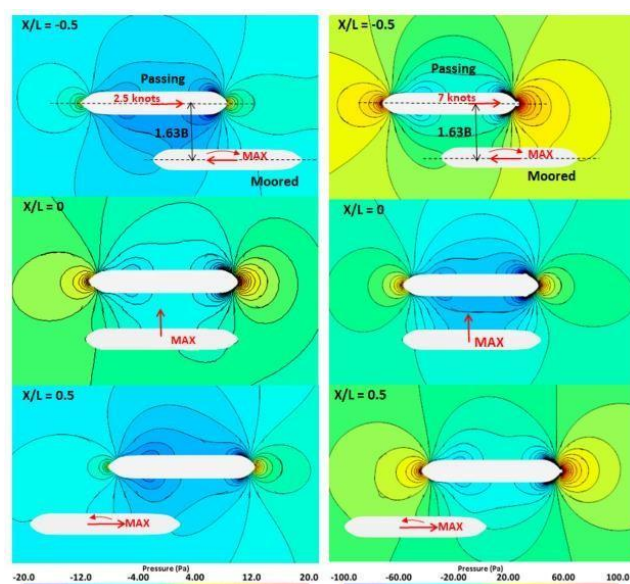 X/L = -0.5
Passing
2.5 knots
1.63B
MAX
Moored
X/L = -0.5
Passing
7 knots
1.63B
MAX
Moored
X/L = 0
MAX
X/L = 0
MAX
X/L = 0.5
MAX
X/L = 0.5
MAX
Pressure (Pa)
-20.0 -12.0 -4.00 4.00 12.0 20.0
Pressure (Pa)
-100.0 -60.00 -20.00 20.00 60.00 100.0